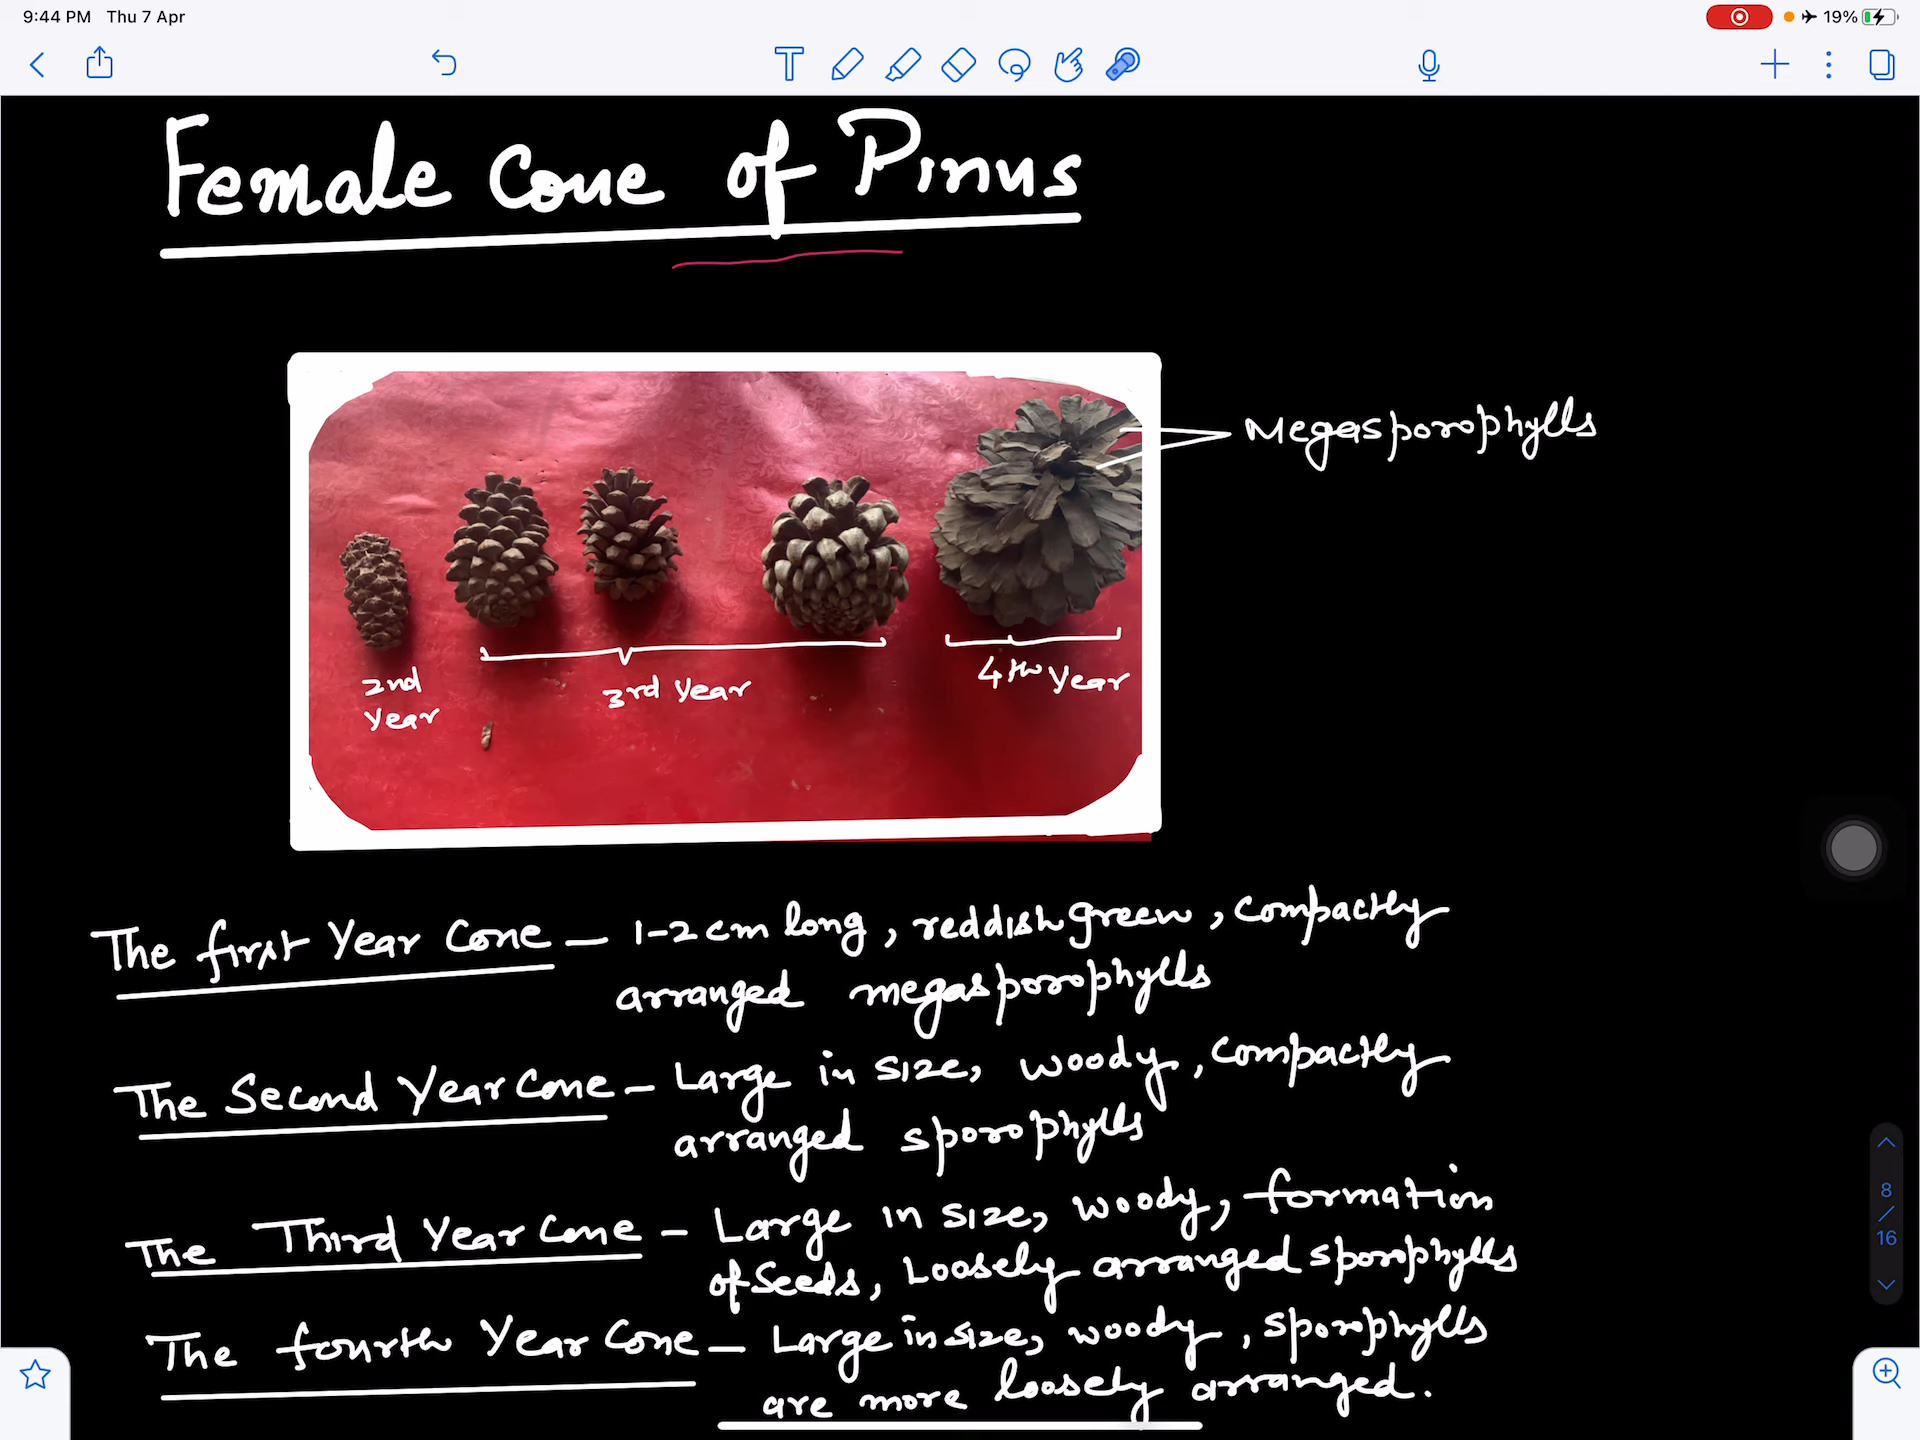 9:44 PM Thu 7 Apr
19%
T
Female Cone of Pinus
Megasporophylls
2nd
Year
3rd Year
4th Year
The first Year Cone – 1-2 cm long, reddish green, compactly
arranged megasporophylls
The Second Year Cone – Large in size, woody, compactly
arranged sporophylls
The Third Year Cone – Large in size, woody, formation
of Seeds, Loosely arranged sporophylls
The fourth Year Cone – Large in size, woody, sporophylls
are more loosely arranged.
8
/
16